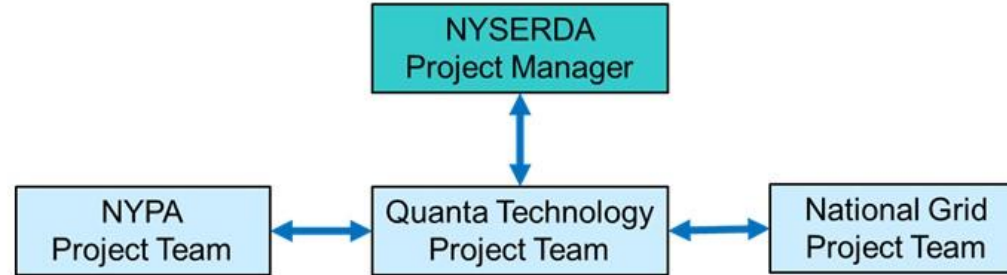 NYSERDA
Project Manager
NYPA
Project Team
Quanta Technology
Project Team
National Grid
Project Team